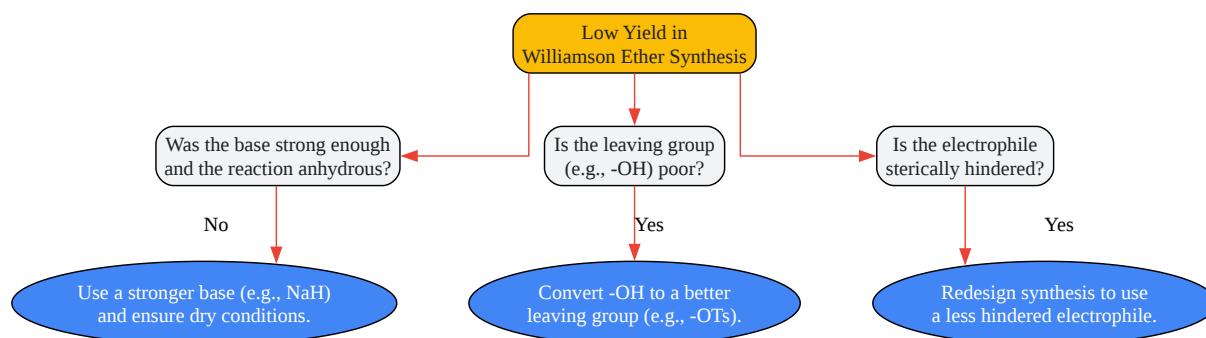 Low Yield in
Williamson Ether Synthesis
Was the base strong enough
and the reaction anhydrous?
Is the leaving group
(e.g., -OH) poor?
Is the electrophile
sterically hindered?
No
Yes
Yes
Use a stronger base (e.g., NaH)
and ensure dry conditions.
Convert -OH to a better
leaving group (e.g., -OTs).
Redesign synthesis to use
a less hindered electrophile.